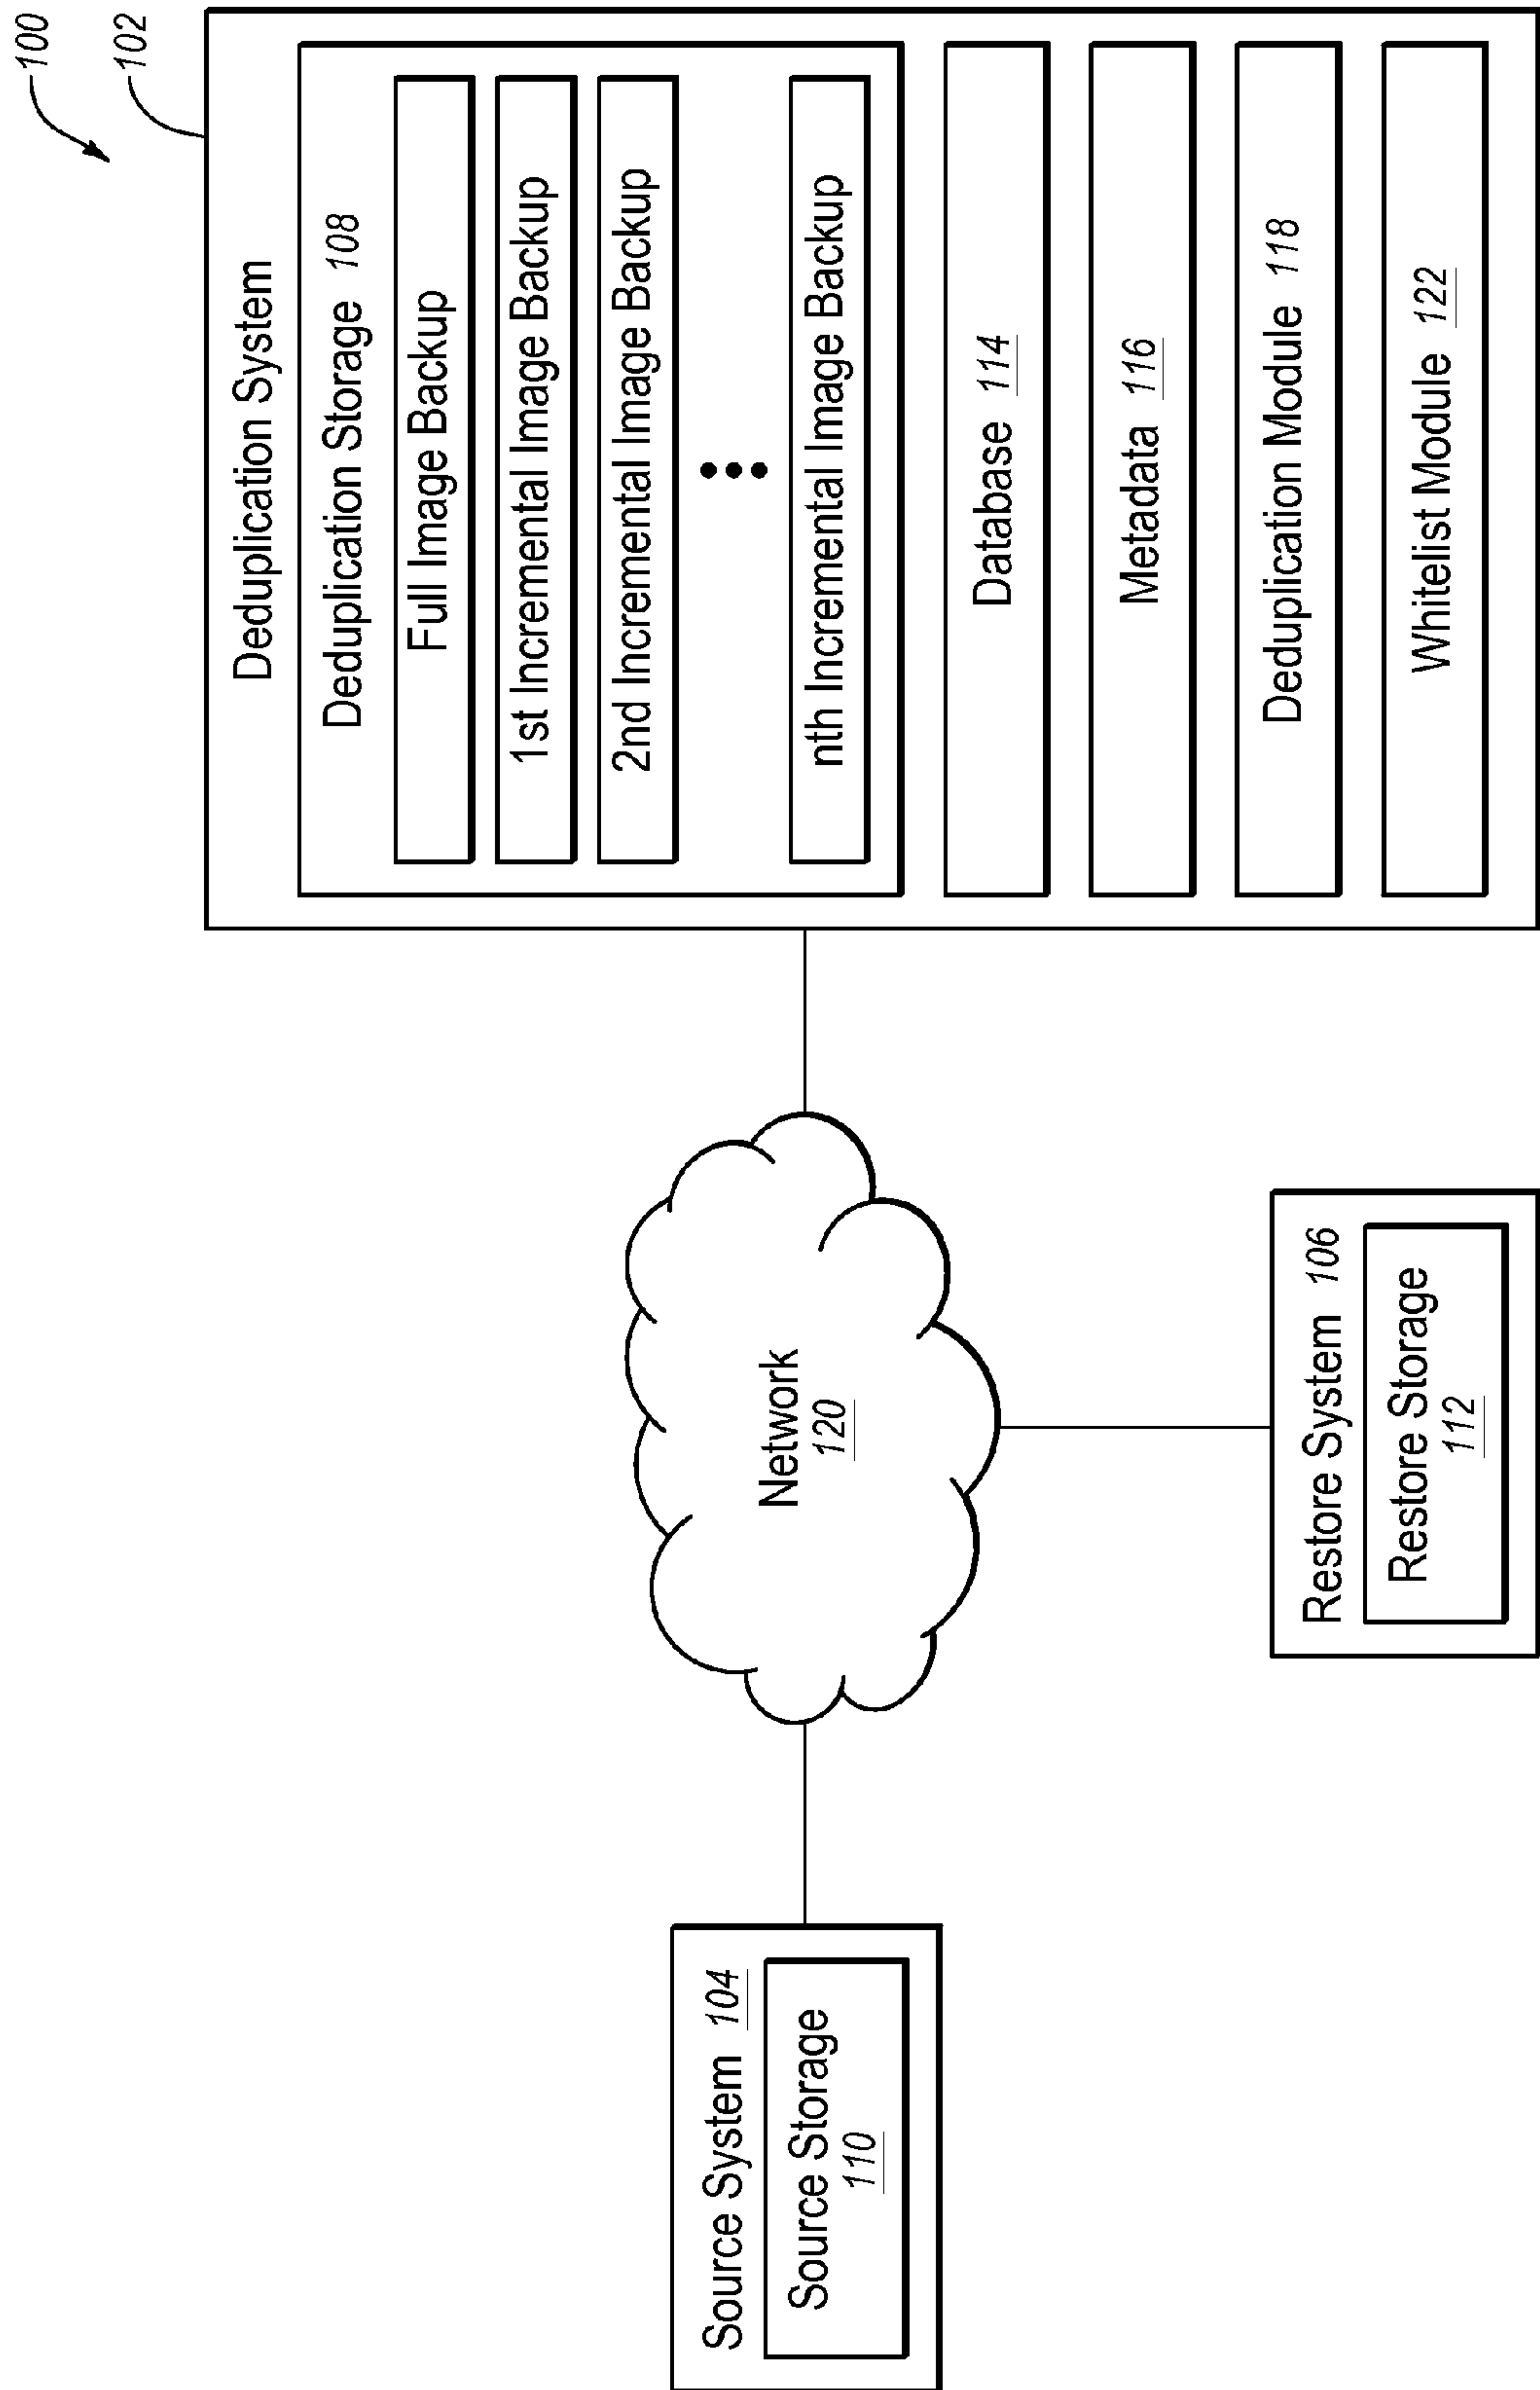 100
102
Deduplication System
Deduplication Storage 108
Full Image Backup
1st Incremental Image Backup
2nd Incremental Image Backup
nth Incremental Image Backup
Database 114
Metadata 116
Deduplication Module 118
Whitelist Module 122
Network
120
Source System 104
Source Storage
110
Restore System 106
Restore Storage
112